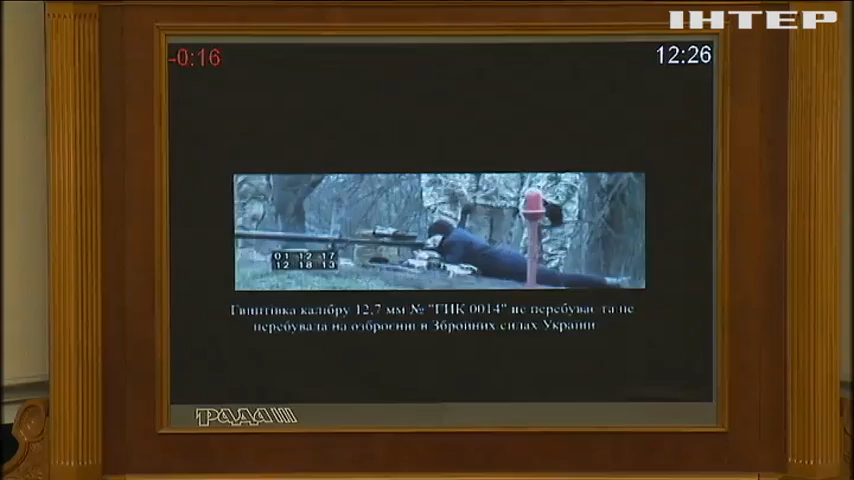 ІНТЕР
-0:16
12:26
01 12 17
12 18 13
Гвинтівка калібру 12,7 мм № "ГИК 0014" не перебуває та не
перебувала на озброєнні в Збройних силах України
РАДА